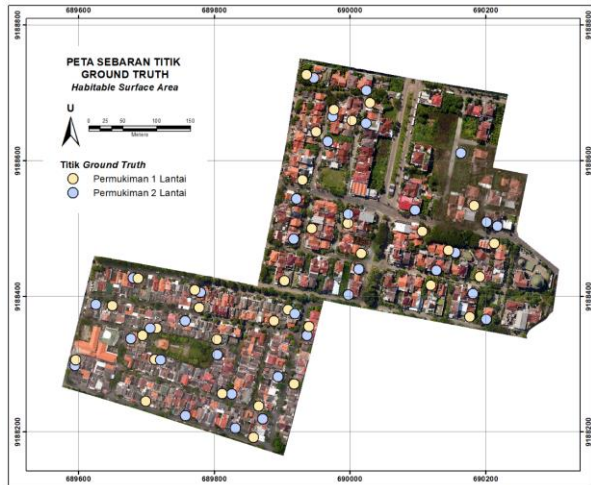 689600 689800 690000 690200
9188800
PETA SEBARAN TITIK
GROUND TRUTH
Habitable Surface Area
U
0 25 50 100 150
Meters
Titik Ground Truth
Permukiman 1 Lantai
Permukiman 2 Lantai
9188800
9188600
9188600
9188400
9188400
9188200
9188200
689600 689800 690000 690200